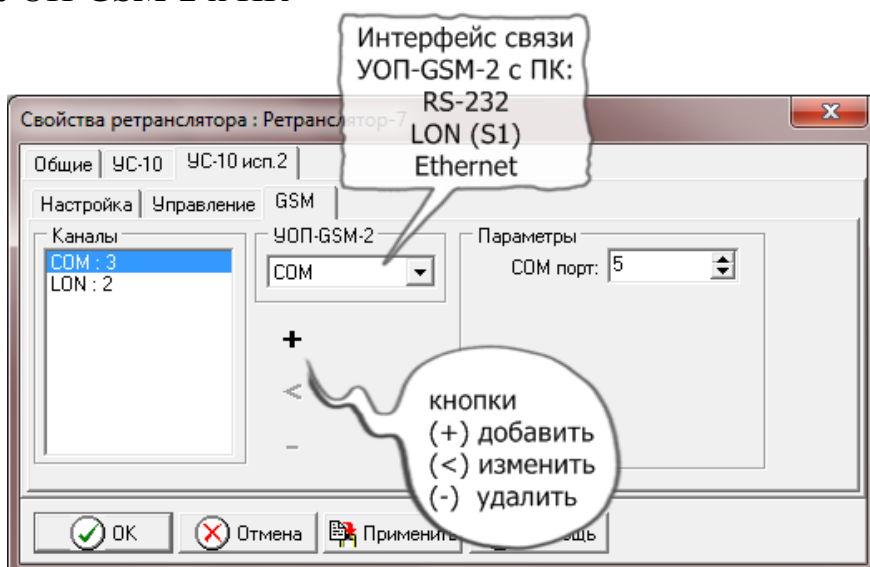 УОП-GSM-2 и ПК
Интерфейс связи
УОП-GSM-2 с ПК:
RS-232
LON (S1)
Ethernet
Свойства ретранслятора : Ретранслятор-7
Общие УС-10 УС-10 исп.2
Настройка Управление GSM
Каналы
COM : 3
LON : 2
УОП-GSM-2
COM
Параметры
COM порт: 5
+
<
-
кнопки
(+) добавить
(<) изменить
(-) удалить
OK Отмена Применить